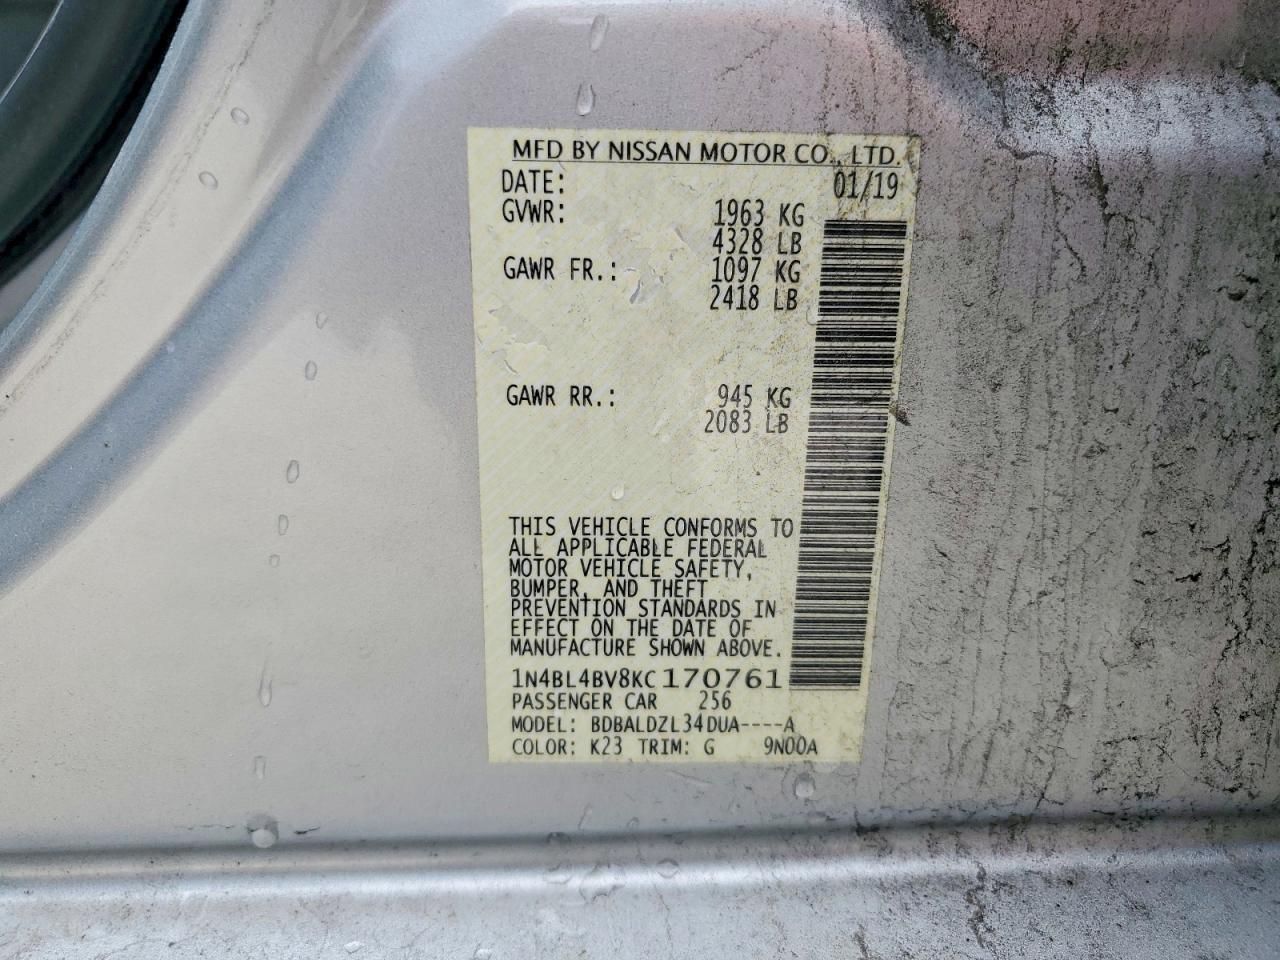 MFD BY NISSAN MOTOR CO., LTD.
DATE: 01/19
GVWR: 1963 KG
4328 LB
GAWR FR.: 1097 KG
2418 LB
GAWR RR.: 945 KG
2083 LB
THIS VEHICLE CONFORMS TO
ALL APPLICABLE FEDERAL
MOTOR VEHICLE SAFETY,
BUMPER, AND THEFT
PREVENTION STANDARDS IN
EFFECT ON THE DATE OF
MANUFACTURE SHOWN ABOVE.
1N4BL4BV8KC170761
PASSENGER CAR 256
MODEL: BDBALDZL34DUA----A
COLOR: K23 TRIM: G 9N00A